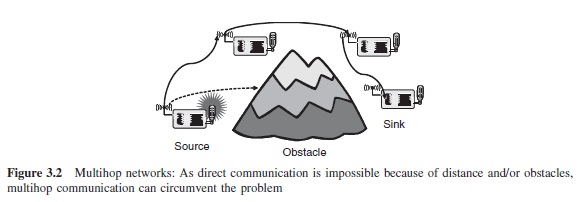 Sink
Source
Obstacle
Figure 3.2 Multihop networks: As direct communication is impossible because of distance and/or obstacles,
multihop communication can circumvent the problem